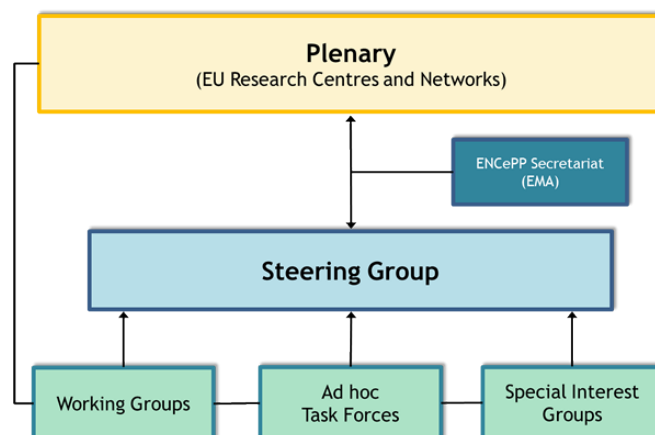 Plenary
(EU Research Centres and Networks)
ENCePP Secretariat
(EMA)
Steering Group
Working Groups
Ad hoc
Task Forces
Special Interest
Groups